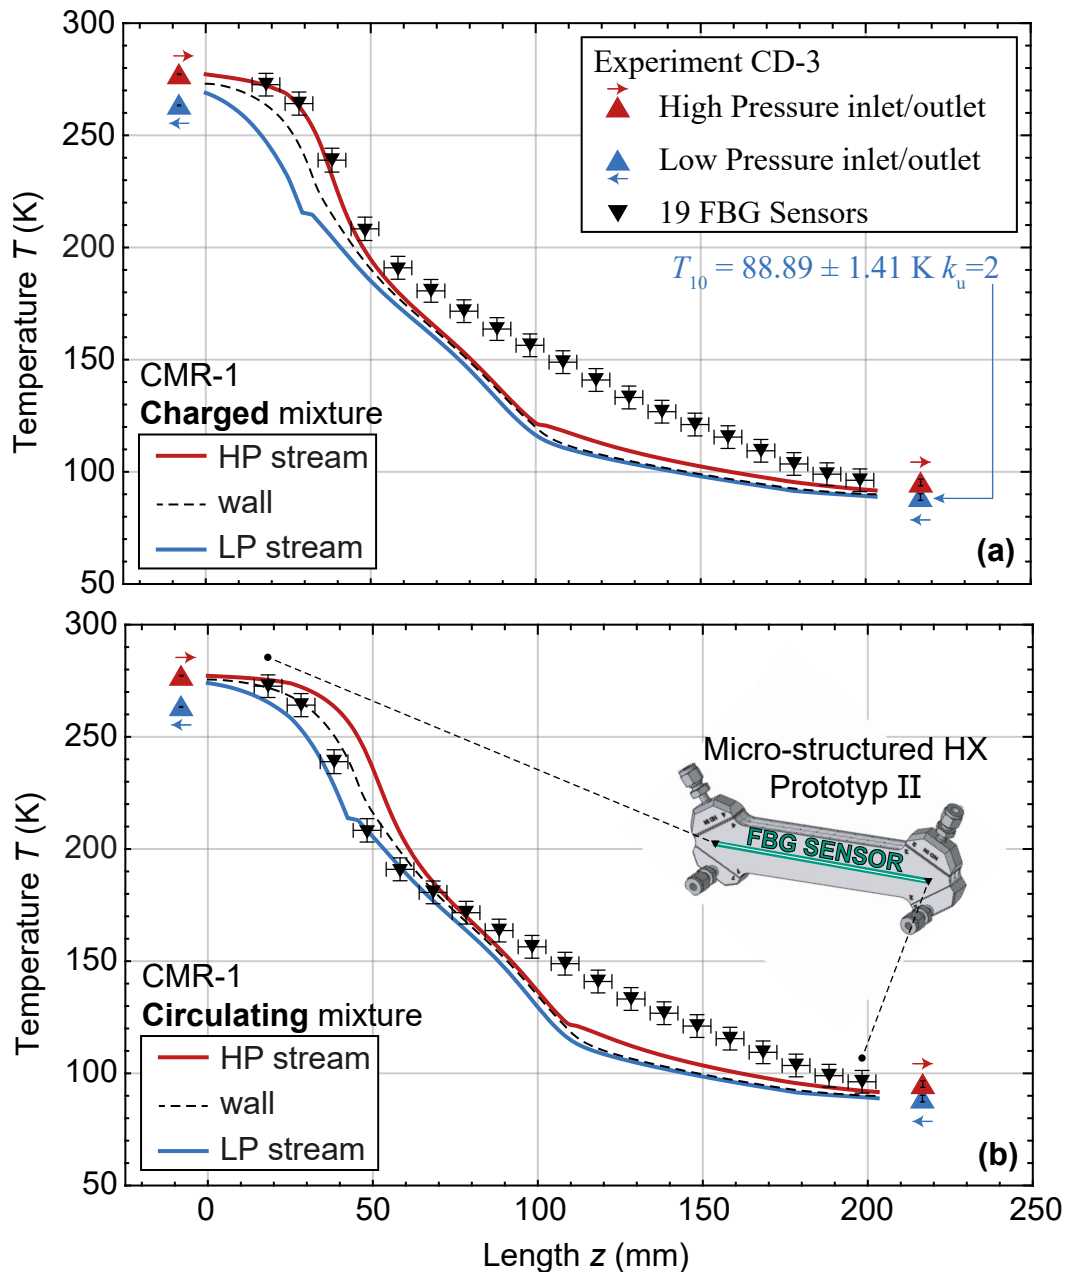 300
250
200
150
100
50
Temperature T (K)
Experiment CD-3
High Pressure inlet/outlet
Low Pressure inlet/outlet
19 FBG Sensors
T10 = 88.89 ± 1.41 K ku=2
CMR-1
Charged mixture
HP stream
wall
LP stream
(a)
300
250
200
150
100
50
Temperature T (K)
Micro-structured HX
Prototyp II
FBG SENSOR
CMR-1
Circulating mixture
HP stream
wall
LP stream
(b)
0 50 100 150 200 250
Length z (mm)